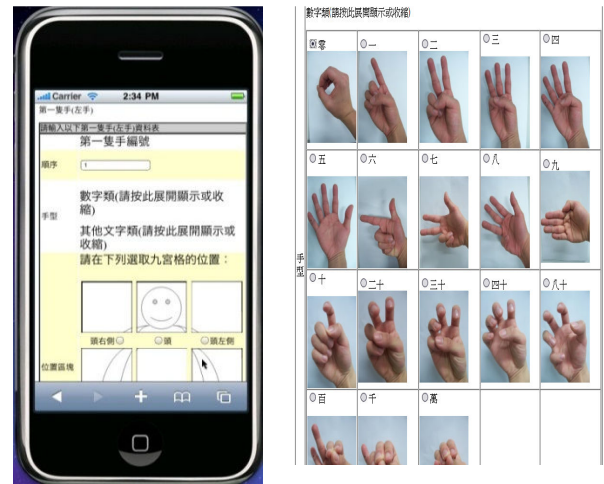 Carrier 2:34 PM
第一隻手(左手)
請輸入以下第一隻手(左手)資料表
第一隻手編號
順序 1
手型
數字類(請按此展開顯示或收縮)
其他文字類(請按此展開顯示或收縮)
請在下列選取九宮格的位置：
頭右側 頭 頭左側
位置區塊
數字類(請按此展開顯示或收縮)
手型
零 一 二 三 四
五 六 七 八 九
十 二十 三十 四十 八十
百 千 萬